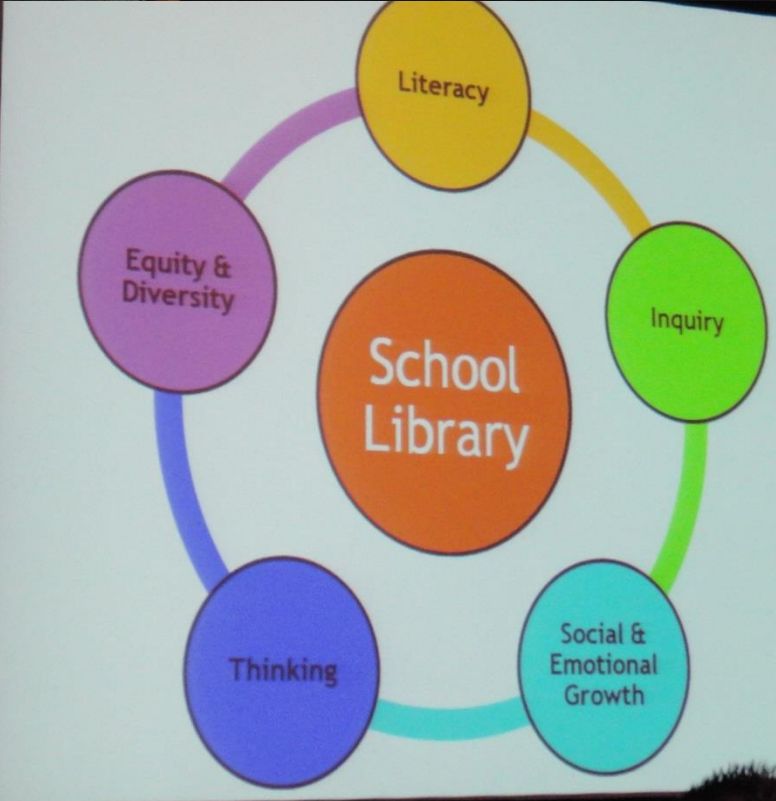 Literacy
Equity &
Diversity
Inquiry
School
Library
Social &
Emotional
Growth
Thinking